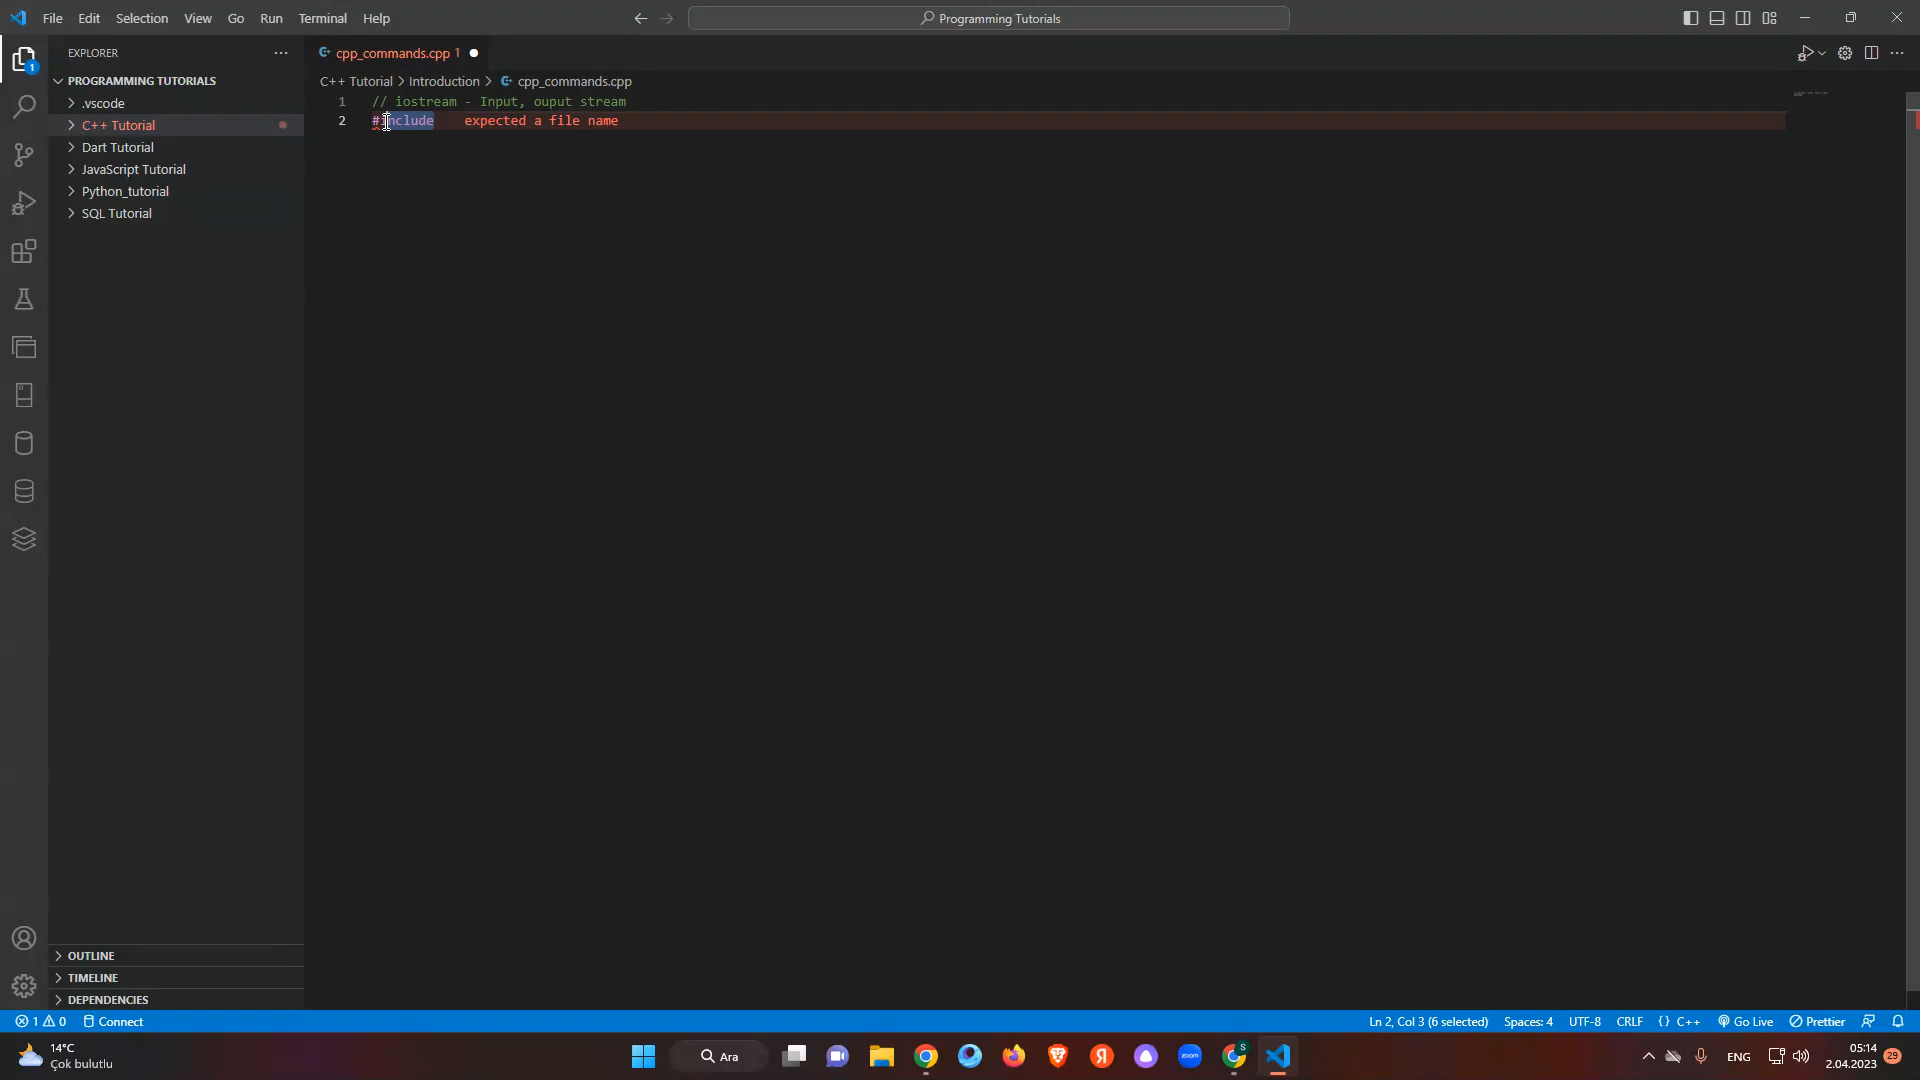 File Edit Selection View Go Run Terminal Help
Programming Tutorials
EXPLORER
cpp_commands.cpp 1
PROGRAMMING TUTORIALS
C++ Tutorial > Introduction > cpp_commands.cpp
.vscode
C++ Tutorial
Dart Tutorial
JavaScript Tutorial
Python_tutorial
SQL Tutorial
1 // iostream - Input, ouput stream
2 #include expected a file name
1
OUTLINE
TIMELINE
DEPENDENCIES
1 0 Connect
Ln 2, Col 3 (6 selected) Spaces: 4 UTF-8 CRLF {} C++ Go Live Prettier
14°C
Çok bulutlu
Ara
zoom
S
ENG
05:14
2.04.2023
29